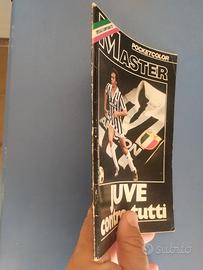 POCKETCOLOR
MASTER
JUVE
contro tutti
subito